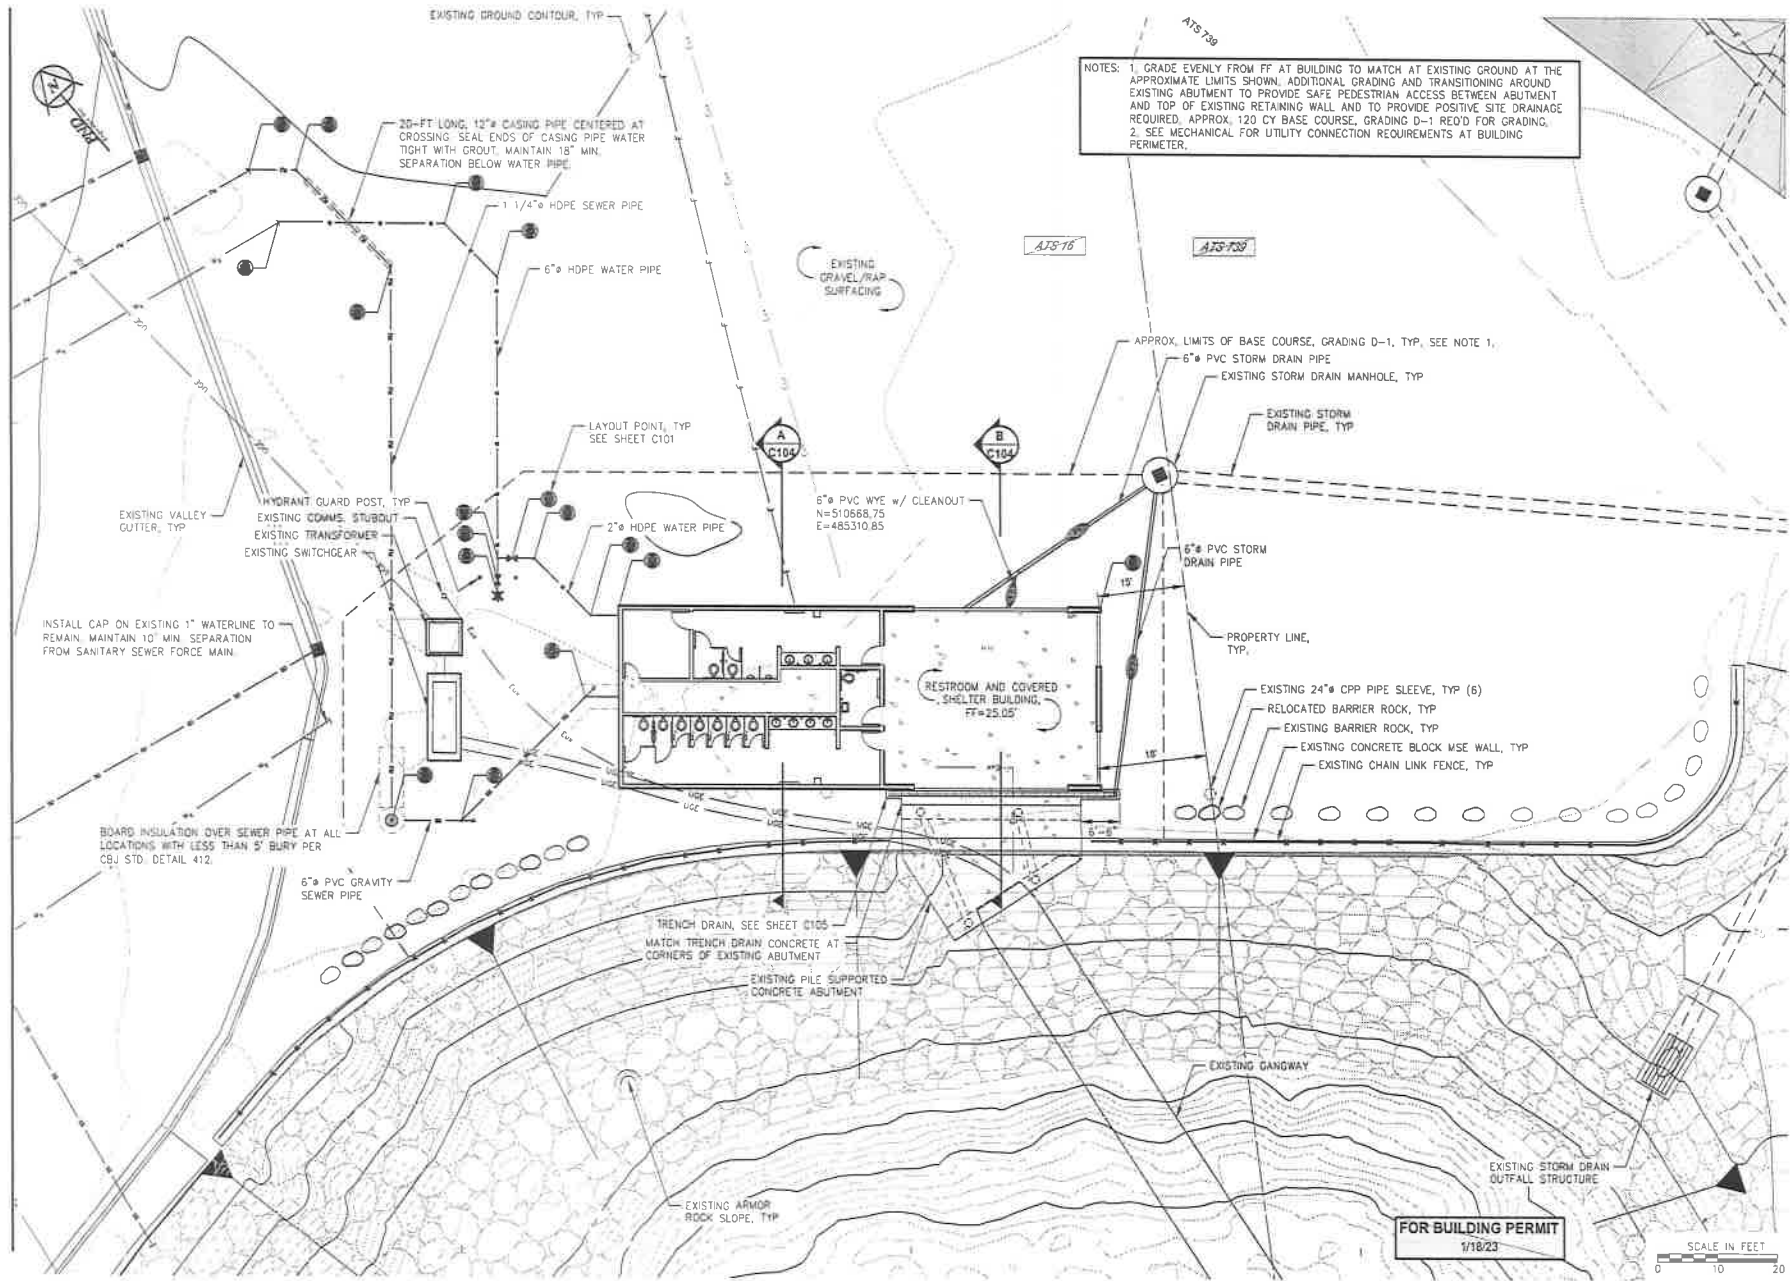 EXISTING GROUND CONTOUR, TYP
ATS 739
NOTES: 1. GRADE EVENLY FROM FF AT BUILDING TO MATCH AT EXISTING GROUND AT THE
APPROXIMATE LIMITS SHOWN. ADDITIONAL GRADING AND TRANSITIONING AROUND
EXISTING ABUTMENT TO PROVIDE SAFE PEDESTRIAN ACCESS BETWEEN ABUTMENT
AND TOP OF EXISTING RETAINING WALL AND TO PROVIDE POSITIVE SITE DRAINAGE
REQUIRED. APPROX. 120 CY BASE COURSE, GRADING D-1 REQ'D FOR GRADING.
2. SEE MECHANICAL FOR UTILITY CONNECTION REQUIREMENTS AT BUILDING
PERIMETER.
PND
20-FT LONG, 12"ø CASING PIPE CENTERED AT
CROSSING SEAL ENDS OF CASING PIPE WATER
TIGHT WITH GROUT. MAINTAIN 18" MIN.
SEPARATION BELOW WATER PIPE.
1 1/4"ø HDPE SEWER PIPE
6"ø HDPE WATER PIPE
EXISTING
GRAVEL/RAP
SURFACING
ATS 16
ATS 739
APPROX. LIMITS OF BASE COURSE, GRADING D-1, TYP, SEE NOTE 1.
6"ø PVC STORM DRAIN PIPE
EXISTING STORM DRAIN MANHOLE, TYP
EXISTING STORM
DRAIN PIPE, TYP
LAYOUT POINT, TYP
SEE SHEET C101
A
C104
B
C104
HYDRANT GUARD POST, TYP
EXISTING COMMS. STUBOUT
EXISTING TRANSFORMER
EXISTING SWITCHGEAR
EXISTING VALLEY
GUTTER, TYP
2"ø HDPE WATER PIPE
6"ø PVC WYE w/ CLEANOUT
N=510668.75
E=485310.85
6"ø PVC STORM
DRAIN PIPE
15'
INSTALL CAP ON EXISTING 1" WATERLINE TO
REMAIN. MAINTAIN 10' MIN. SEPARATION
FROM SANITARY SEWER FORCE MAIN.
PROPERTY LINE,
TYP.
RESTROOM AND COVERED
SHELTER BUILDING,
FF=25.05'
EXISTING 24"ø CPP PIPE SLEEVE, TYP (6)
RELOCATED BARRIER ROCK, TYP
EXISTING BARRIER ROCK, TYP
EXISTING CONCRETE BLOCK MSE WALL, TYP
EXISTING CHAIN LINK FENCE, TYP
UGE UGE UGE UGE UGE
UGE UGE UGE UGE UGE
6'-6"
BOARD INSULATION OVER SEWER PIPE AT ALL
LOCATIONS WITH LESS THAN 5' BURY PER
CBJ STD. DETAIL 412.
6"ø PVC GRAVITY
SEWER PIPE
TRENCH DRAIN, SEE SHEET C105
MATCH TRENCH DRAIN CONCRETE AT
CORNERS OF EXISTING ABUTMENT
EXISTING PILE SUPPORTED
CONCRETE ABUTMENT
EXISTING GANGWAY
EXISTING ARMOR
ROCK SLOPE, TYP
EXISTING STORM DRAIN
OUTFALL STRUCTURE
FOR BUILDING PERMIT
1/18/23
SCALE IN FEET
0 10 20